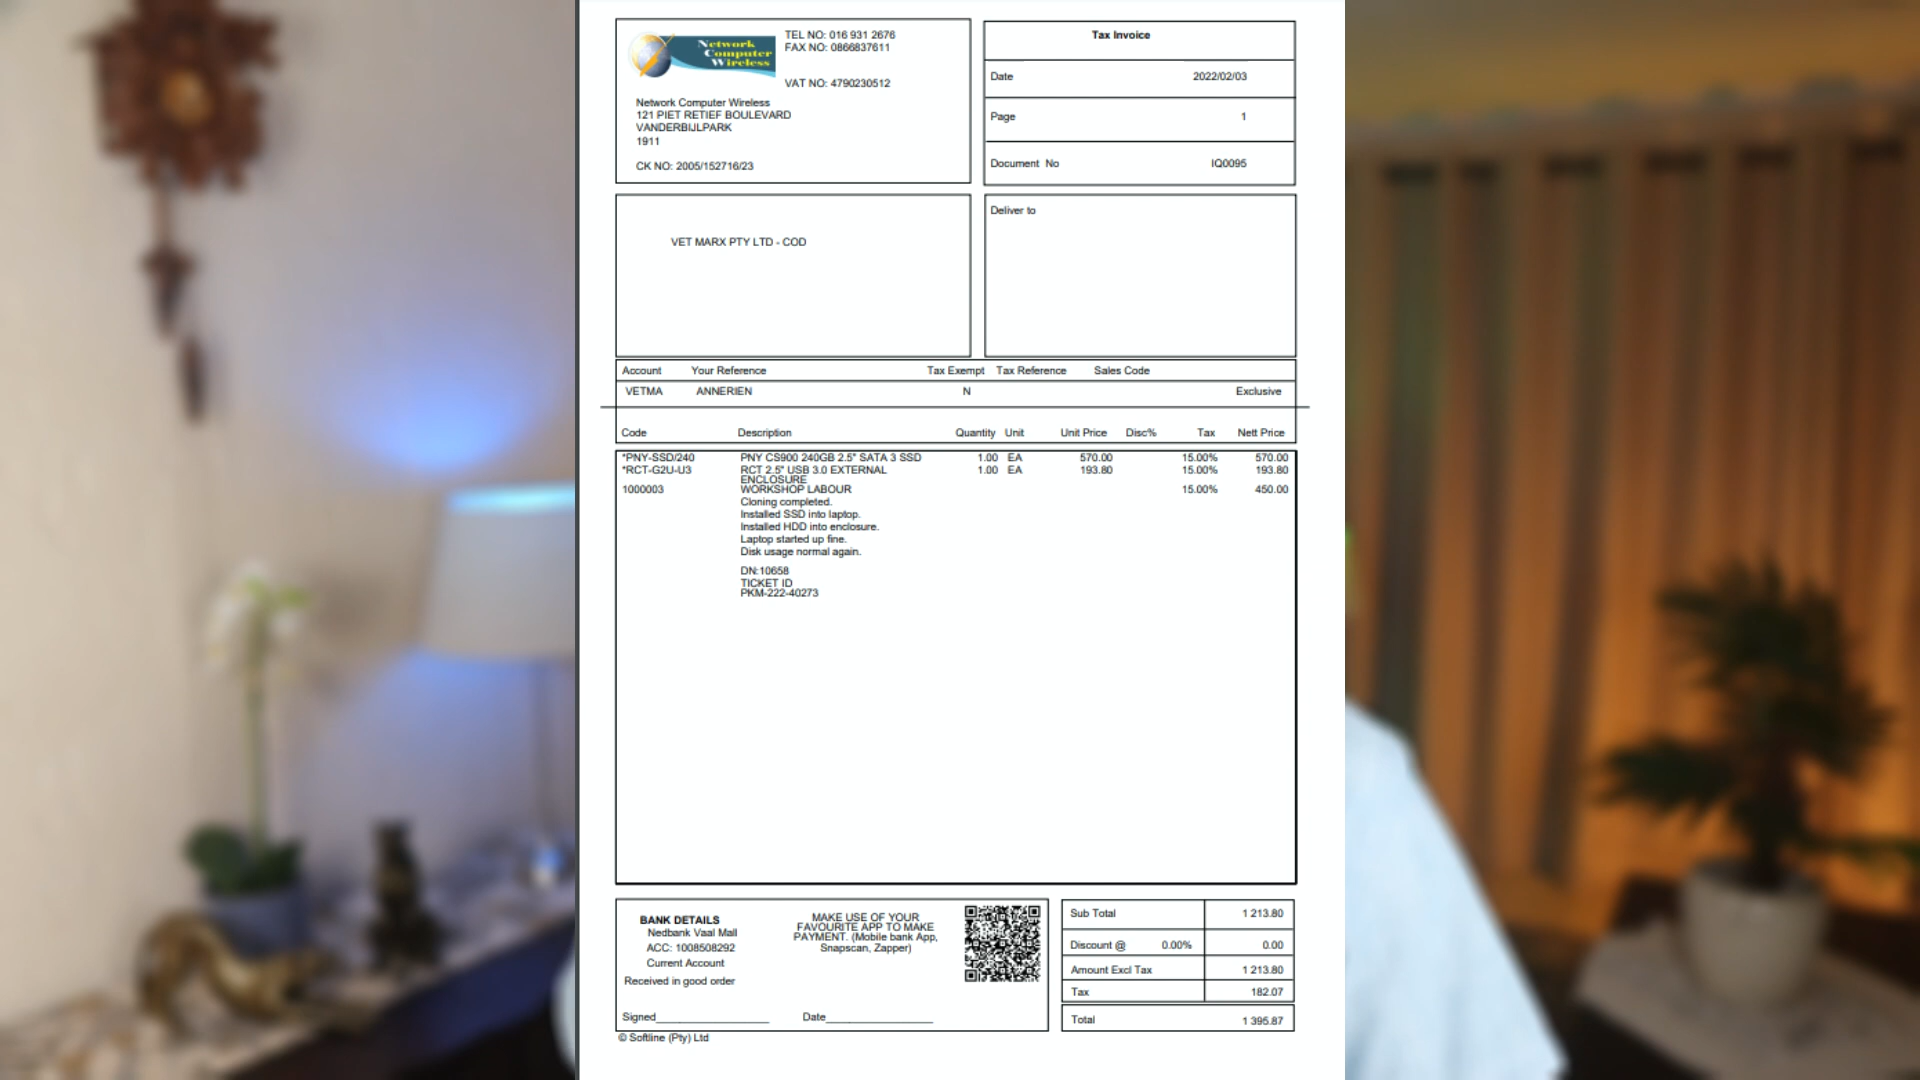 Network
Computer
Wireless
TEL NO: 016 931 2676
FAX NO: 0866837611
VAT NO: 4790230512
Network Computer Wireless
121 PIET RETIEF BOULEVARD
VANDERBIJLPARK
1911
CK NO: 2005/152716/23
Tax Invoice
Date 2022/02/03
Page 1
Document No IQ0095
VET MARX PTY LTD - COD
Deliver to
Account Your Reference Tax Exempt Tax Reference Sales Code
VETMA ANNERIEN N Exclusive
Code Description Quantity Unit Unit Price Disc% Tax Nett Price
*PNY-SSD/240 PNY CS900 240GB 2.5" SATA 3 SSD 1.00 EA 570.00 15.00% 570.00
*RCT-G2U-U3 RCT 2.5" USB 3.0 EXTERNAL 1.00 EA 193.80 15.00% 193.80
ENCLOSURE
1000003 WORKSHOP LABOUR 15.00% 450.00
Cloning completed.
Installed SSD into laptop.
Installed HDD into enclosure.
Laptop started up fine.
Disk usage normal again.
DN:10658
TICKET ID
PKM-222-40273
BANK DETAILS
Nedbank Vaal Mall
ACC: 1008508292
Current Account
Received in good order
MAKE USE OF YOUR
FAVOURITE APP TO MAKE
PAYMENT. (Mobile bank App,
Snapscan, Zapper)
Signed____________________ Date____________________
Sub Total 1 213.80
Discount @ 0.00% 0.00
Amount Excl Tax 1 213.80
Tax 182.07
Total 1 395.87
© Softline (Pty) Ltd